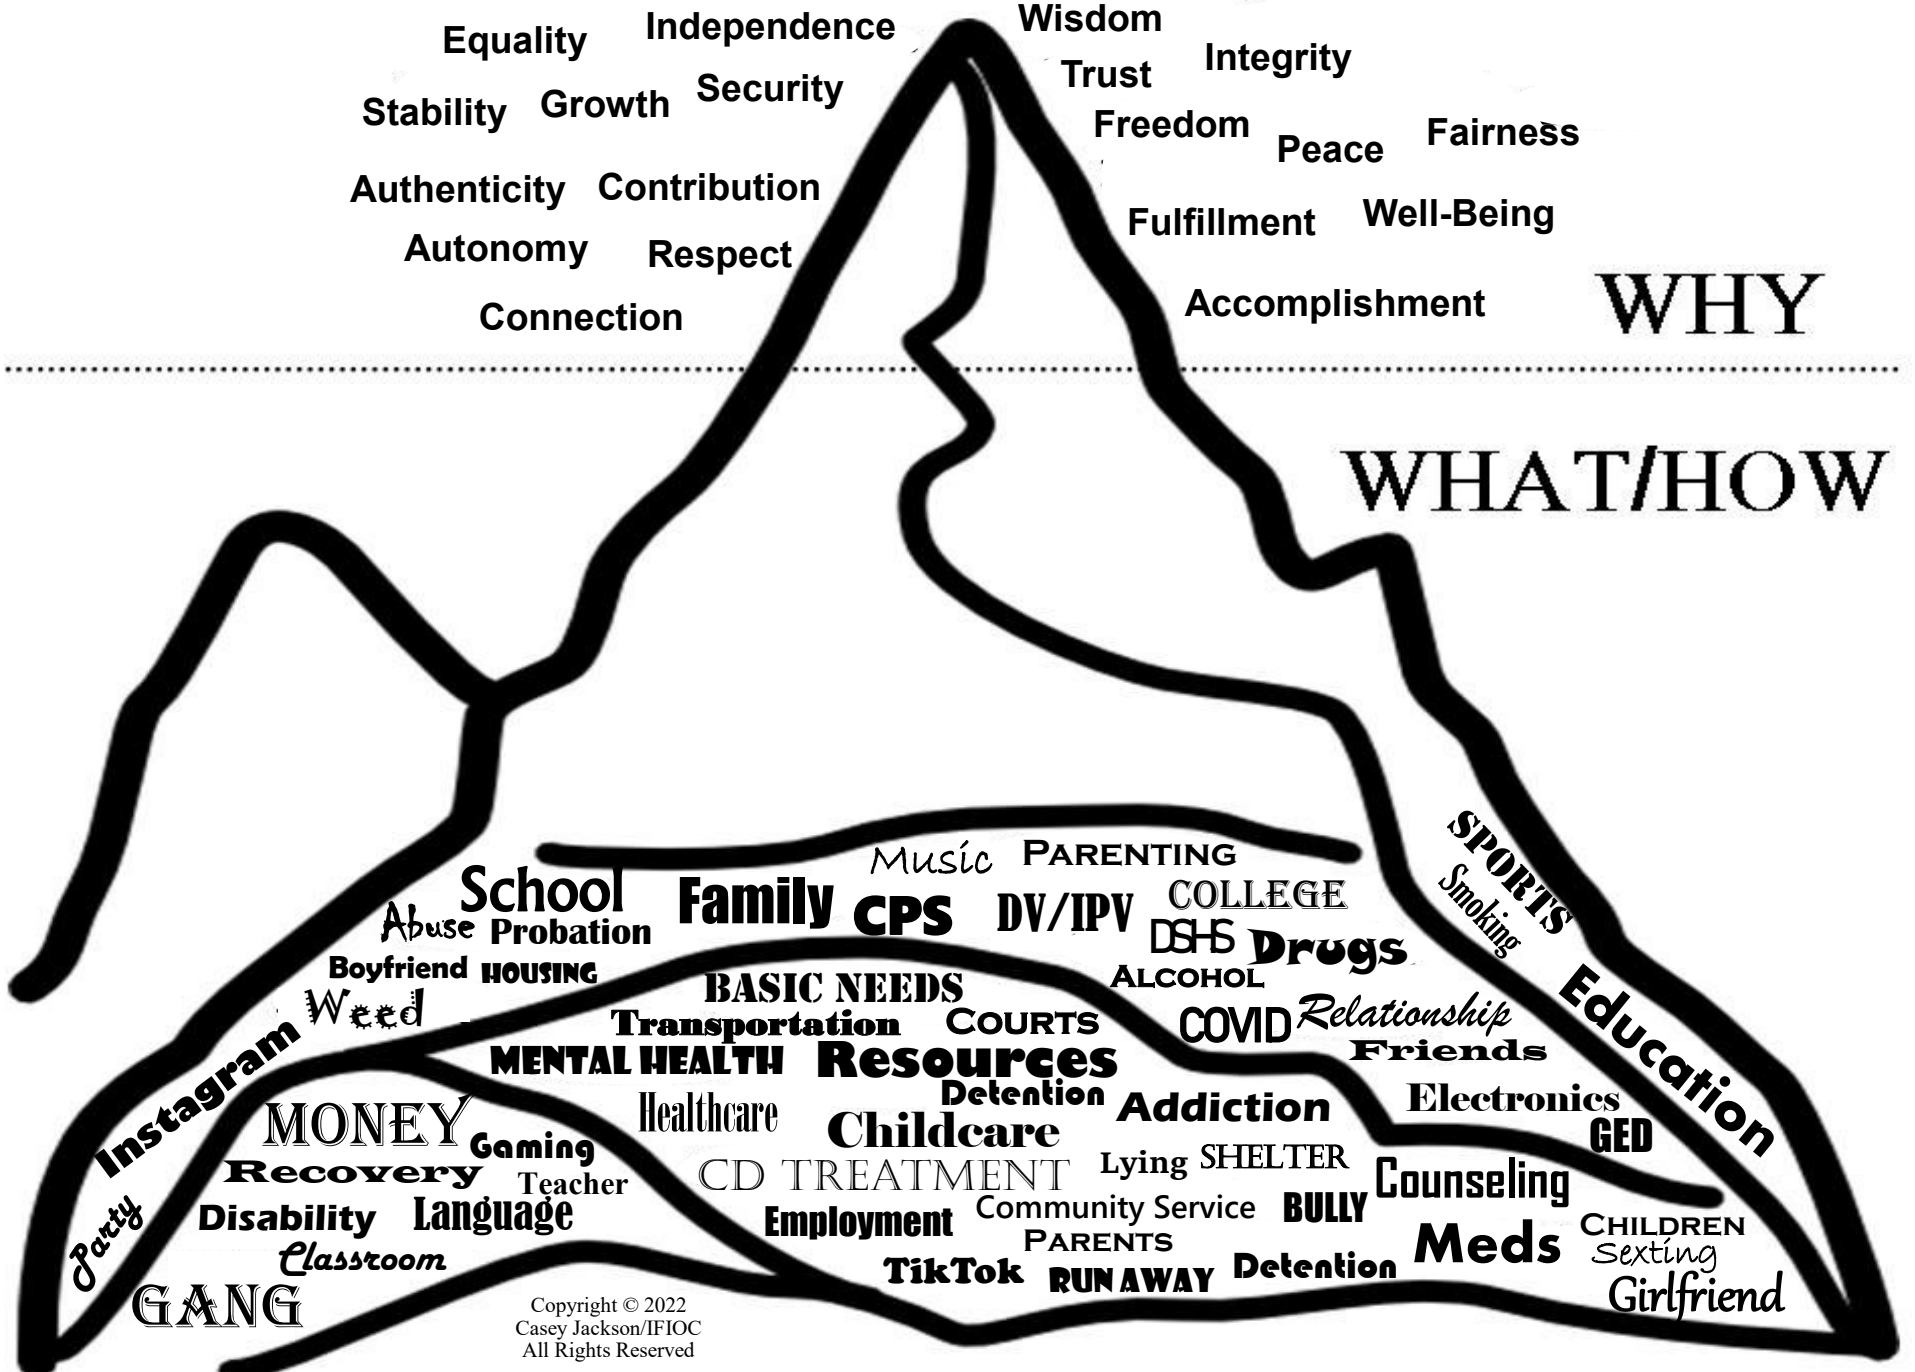 Equality
Independence
Wisdom
Integrity
Stability
Growth
Security
Trust
Freedom
Peace
Fairness
Authenticity
Contribution
Fulfillment
Well-Being
Autonomy
Respect
Connection
Accomplishment
WHY
WHAT/HOW
SPORTS
Smoking
Education
Music
PARENTING
School
Family
CPS
DV/IPV
COLLEGE
Abuse
Probation
DSHS
Drugs
Boyfriend
HOUSING
ALCOHOL
Weed
BASIC NEEDS
COVID
Relationship
Instagram
Transportation
COURTS
Friends
MENTAL HEALTH
Resources
Electronics
Detention
MONEY
Healthcare
Childcare
Addiction
GED
Gaming
Recovery
CD TREATMENT
Lying
SHELTER
Counseling
Teacher
Party
Disability
Language
Employment
Community Service
BULLY
CHILDREN
PARENTS
Meds
Sexting
Classroom
TikTok
RUN AWAY
Detention
Girlfriend
GANG
Copyright © 2022
Casey Jackson/IFIOC
All Rights Reserved